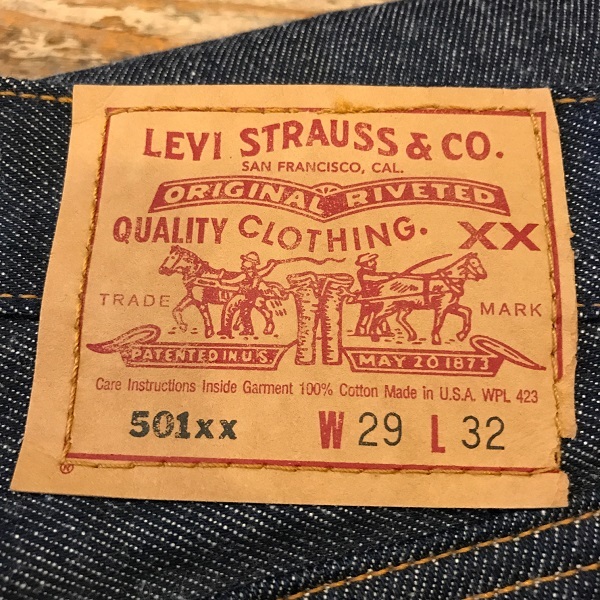 LEVI STRAUSS & CO.
SAN FRANCISCO, CAL.
ORIGINAL RIVETED
QUALITY CLOTHING. XX
TRADE MARK
PATENTED IN U.S. MAY 20 1873
Care Instructions Inside Garment 100% Cotton Made in U.S.A. WPL 423
501xx W 29 L 32
®